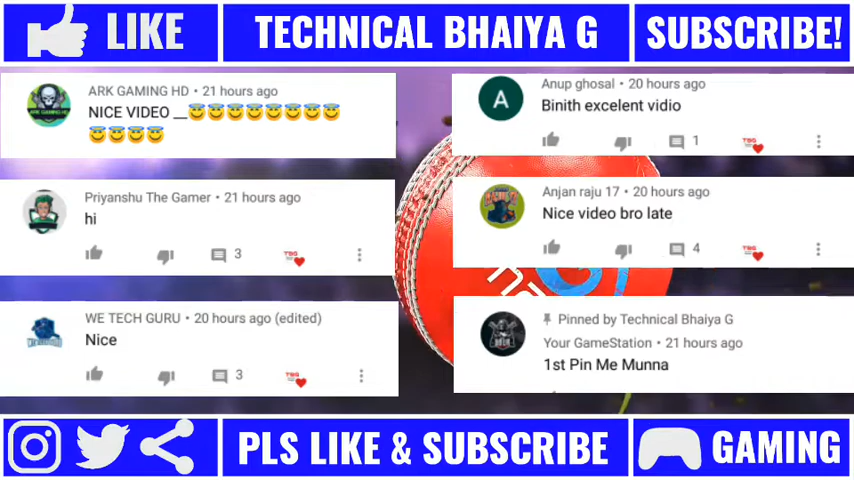 LIKE
TECHNICAL BHAIYA G
SUBSCRIBE!
ARK GAMING HD • 21 hours ago
NICE VIDEO __😇😇😇😇😇😇😇😇
😇😇😇😇
Priyanshu The Gamer • 21 hours ago
hi
3
WE TECH GURU • 20 hours ago (edited)
Nice
3
Anup ghosal • 20 hours ago
A
Binith excelent vidio
1
Anjan raju 17 • 20 hours ago
Nice video bro late
4
Pinned by Technical Bhaiya G
Your GameStation • 21 hours ago
1st Pin Me Munna
PLS LIKE & SUBSCRIBE
GAMING